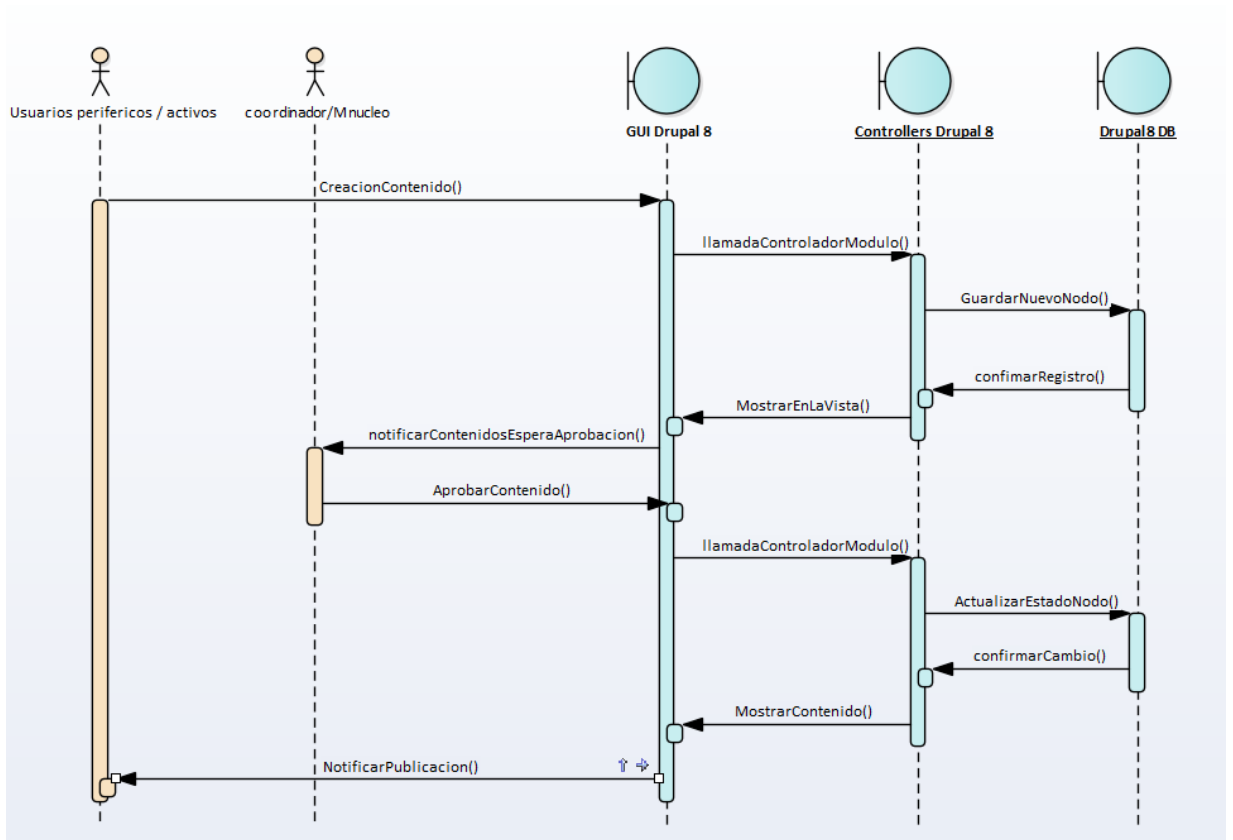 Usuarios perifericos / activos
coordinador/Mnucleo
GUI Drupal 8
Controllers Drupal 8
Drupal8 DB
CreacionContenido()
llamadaControladorModulo()
GuardarNuevoNodo()
confimarRegistro()
MostrarEnLaVista()
notificarContenidosEsperaAprobacion()
AprobarContenido()
llamadaControladorModulo()
ActualizarEstadoNodo()
confirmarCambio()
MostrarContenido()
NotificarPublicacion()